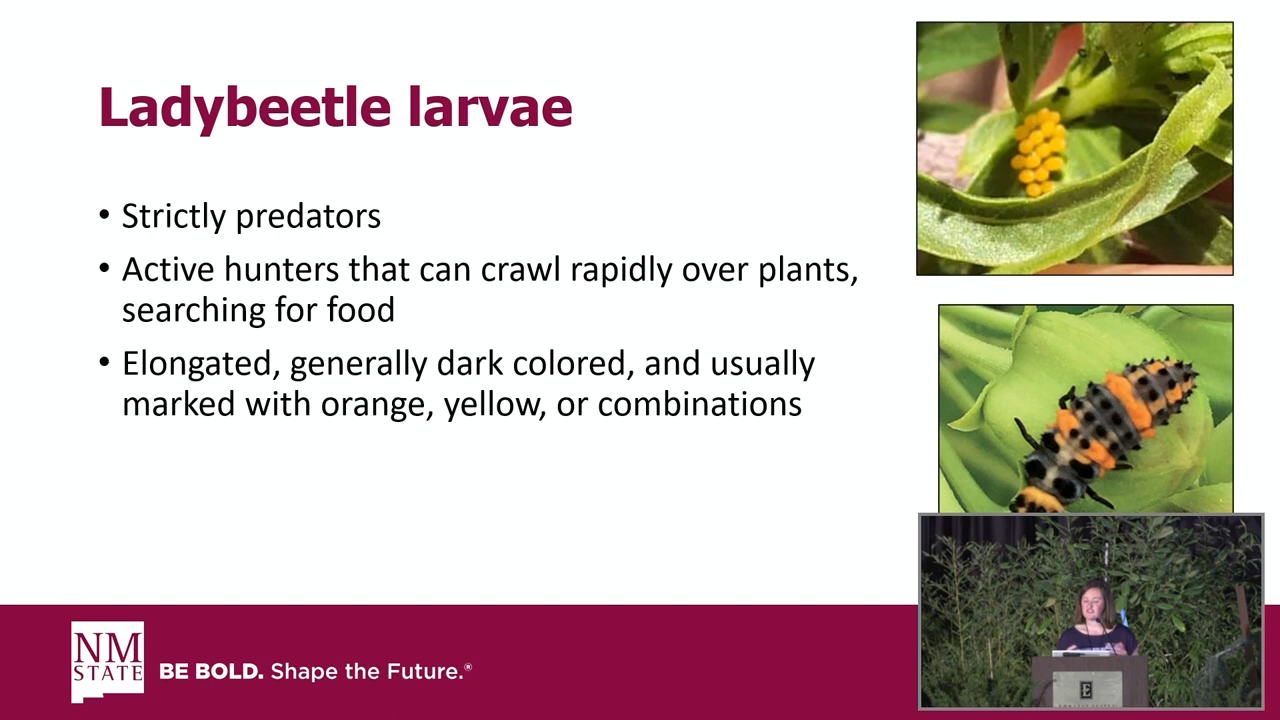 Ladybeetle larvae
• Strictly predators
• Active hunters that can crawl rapidly over plants,
searching for food
• Elongated, generally dark colored, and usually
marked with orange, yellow, or combinations
NM
STATE
BE BOLD. Shape the Future.®
E